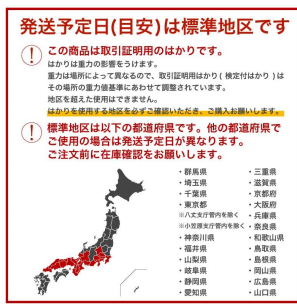 発送予定日(目安)は標準地区です
この商品は取引証明用のはかりです。
はかりは重力の影響をうけます。
重力は場所によって異なるので、取引証明用はかり(検定付はかり)は
その場所の重力値基準にあわせて調整されています。
地区を超えた使用はできません。
はかりを使用する地区を必ずご確認いただき、ご購入お願いします。
標準地区は以下の都道府県です。他の都道府県で
ご使用の場合は発送予定日が異なります。
ご注文前に在庫確認をお願いします。
・群馬県
・埼玉県
・千葉県
・東京都
※八丈支庁管内を除く
※小笠原支庁管内を除く
・神奈川県
・福井県
・山梨県
・岐阜県
・静岡県
・愛知県
・三重県
・滋賀県
・京都府
・大阪府
・兵庫県
・奈良県
・和歌山県
・鳥取県
・島根県
・岡山県
・広島県
・山口県